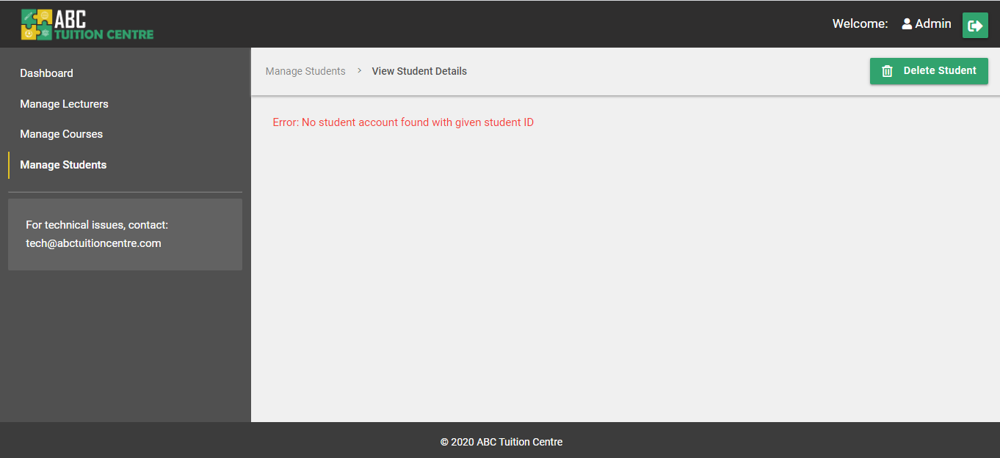 ABC
TUITION CENTRE
Welcome: Admin
Dashboard
Manage Lecturers
Manage Courses
Manage Students
For technical issues, contact:
tech@abctuitioncentre.com
Manage Students > View Student Details
Delete Student
Error: No student account found with given student ID
© 2020 ABC Tuition Centre